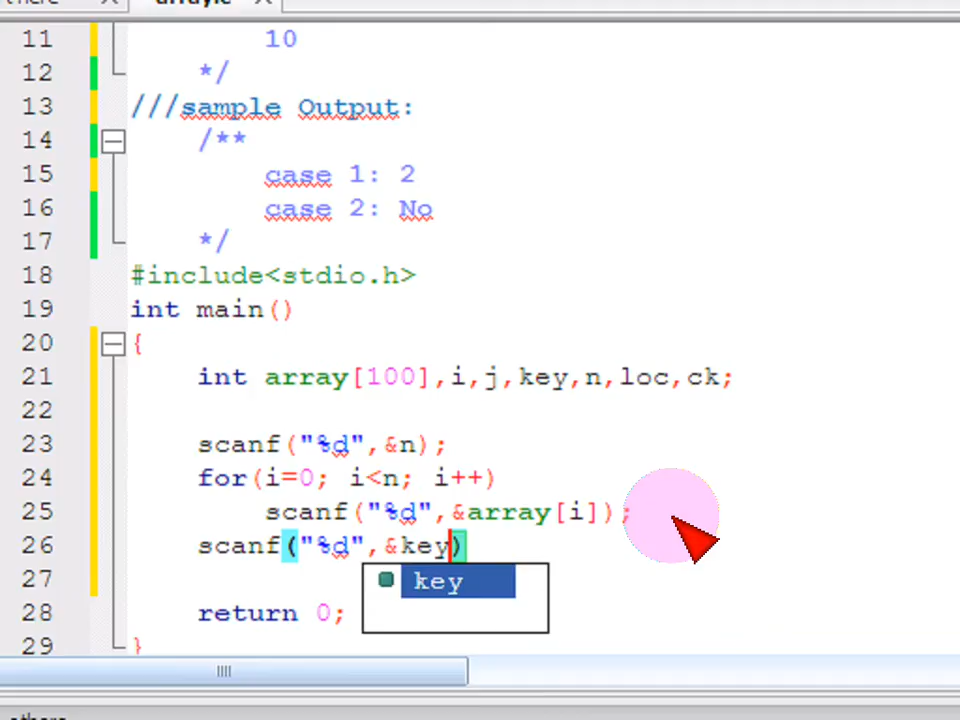 11 10
12 */
13 ///sample Output:
14 /**
15 case 1: 2
16 case 2: No
17 */
18 #include<stdio.h>
19 int main()
20 {
21 int array[100],i,j,key,n,loc,ck;
22
23 scanf("%d",&n);
24 for(i=0; i<n; i++)
25 scanf("%d",&array[i]);
26 scanf("%d",&key)
key
27
28 return 0;
29 }